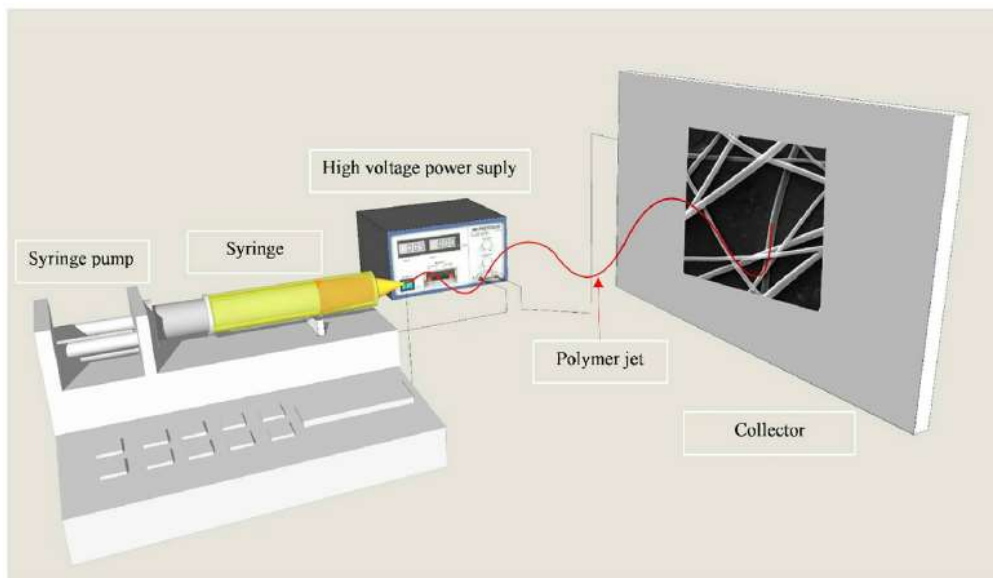 High voltage power suply
Syringe
Syringe pump
Polymer jet
Collector